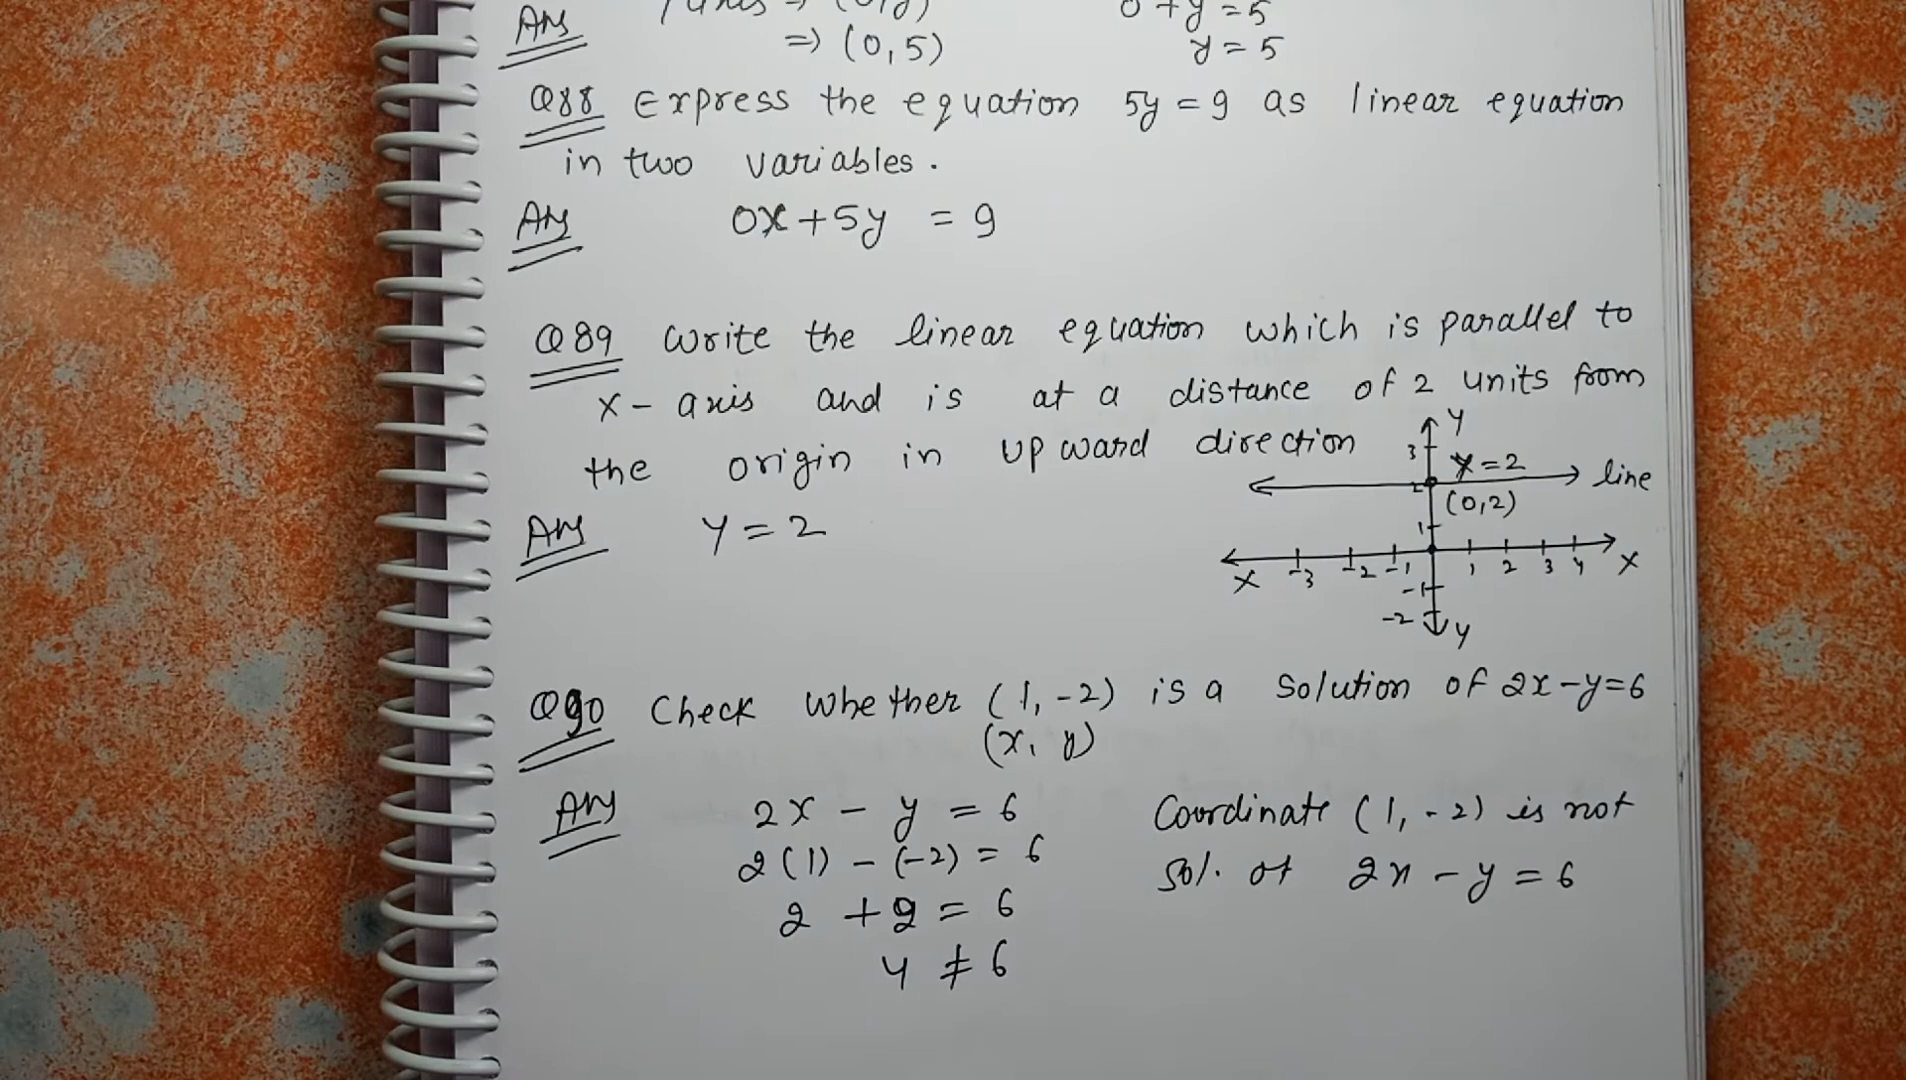 Ans
⇒ (0,5)
0 + y = 5
y = 5
Q88 Express the equation 5y = 9 as linear equation
in two variables.
Ans 0x + 5y = 9
Q89 Write the linear equation which is parallel to
x - axis and is at a distance of 2 units from
the origin in upward direction
Ans y = 2
Y
3
Y = 2
line
2
(0,2)
1
X -3 -2 -1 1 2 3 4 X
-1
-2
Y
Q90 Check whether (1, -2) is a solution of 2x - y = 6
(x, y)
Ans 2x - y = 6
2(1) - (-2) = 6
2 + 2 = 6
4 ≠ 6
Coordinate (1, -2) is not
sol. of 2x - y = 6